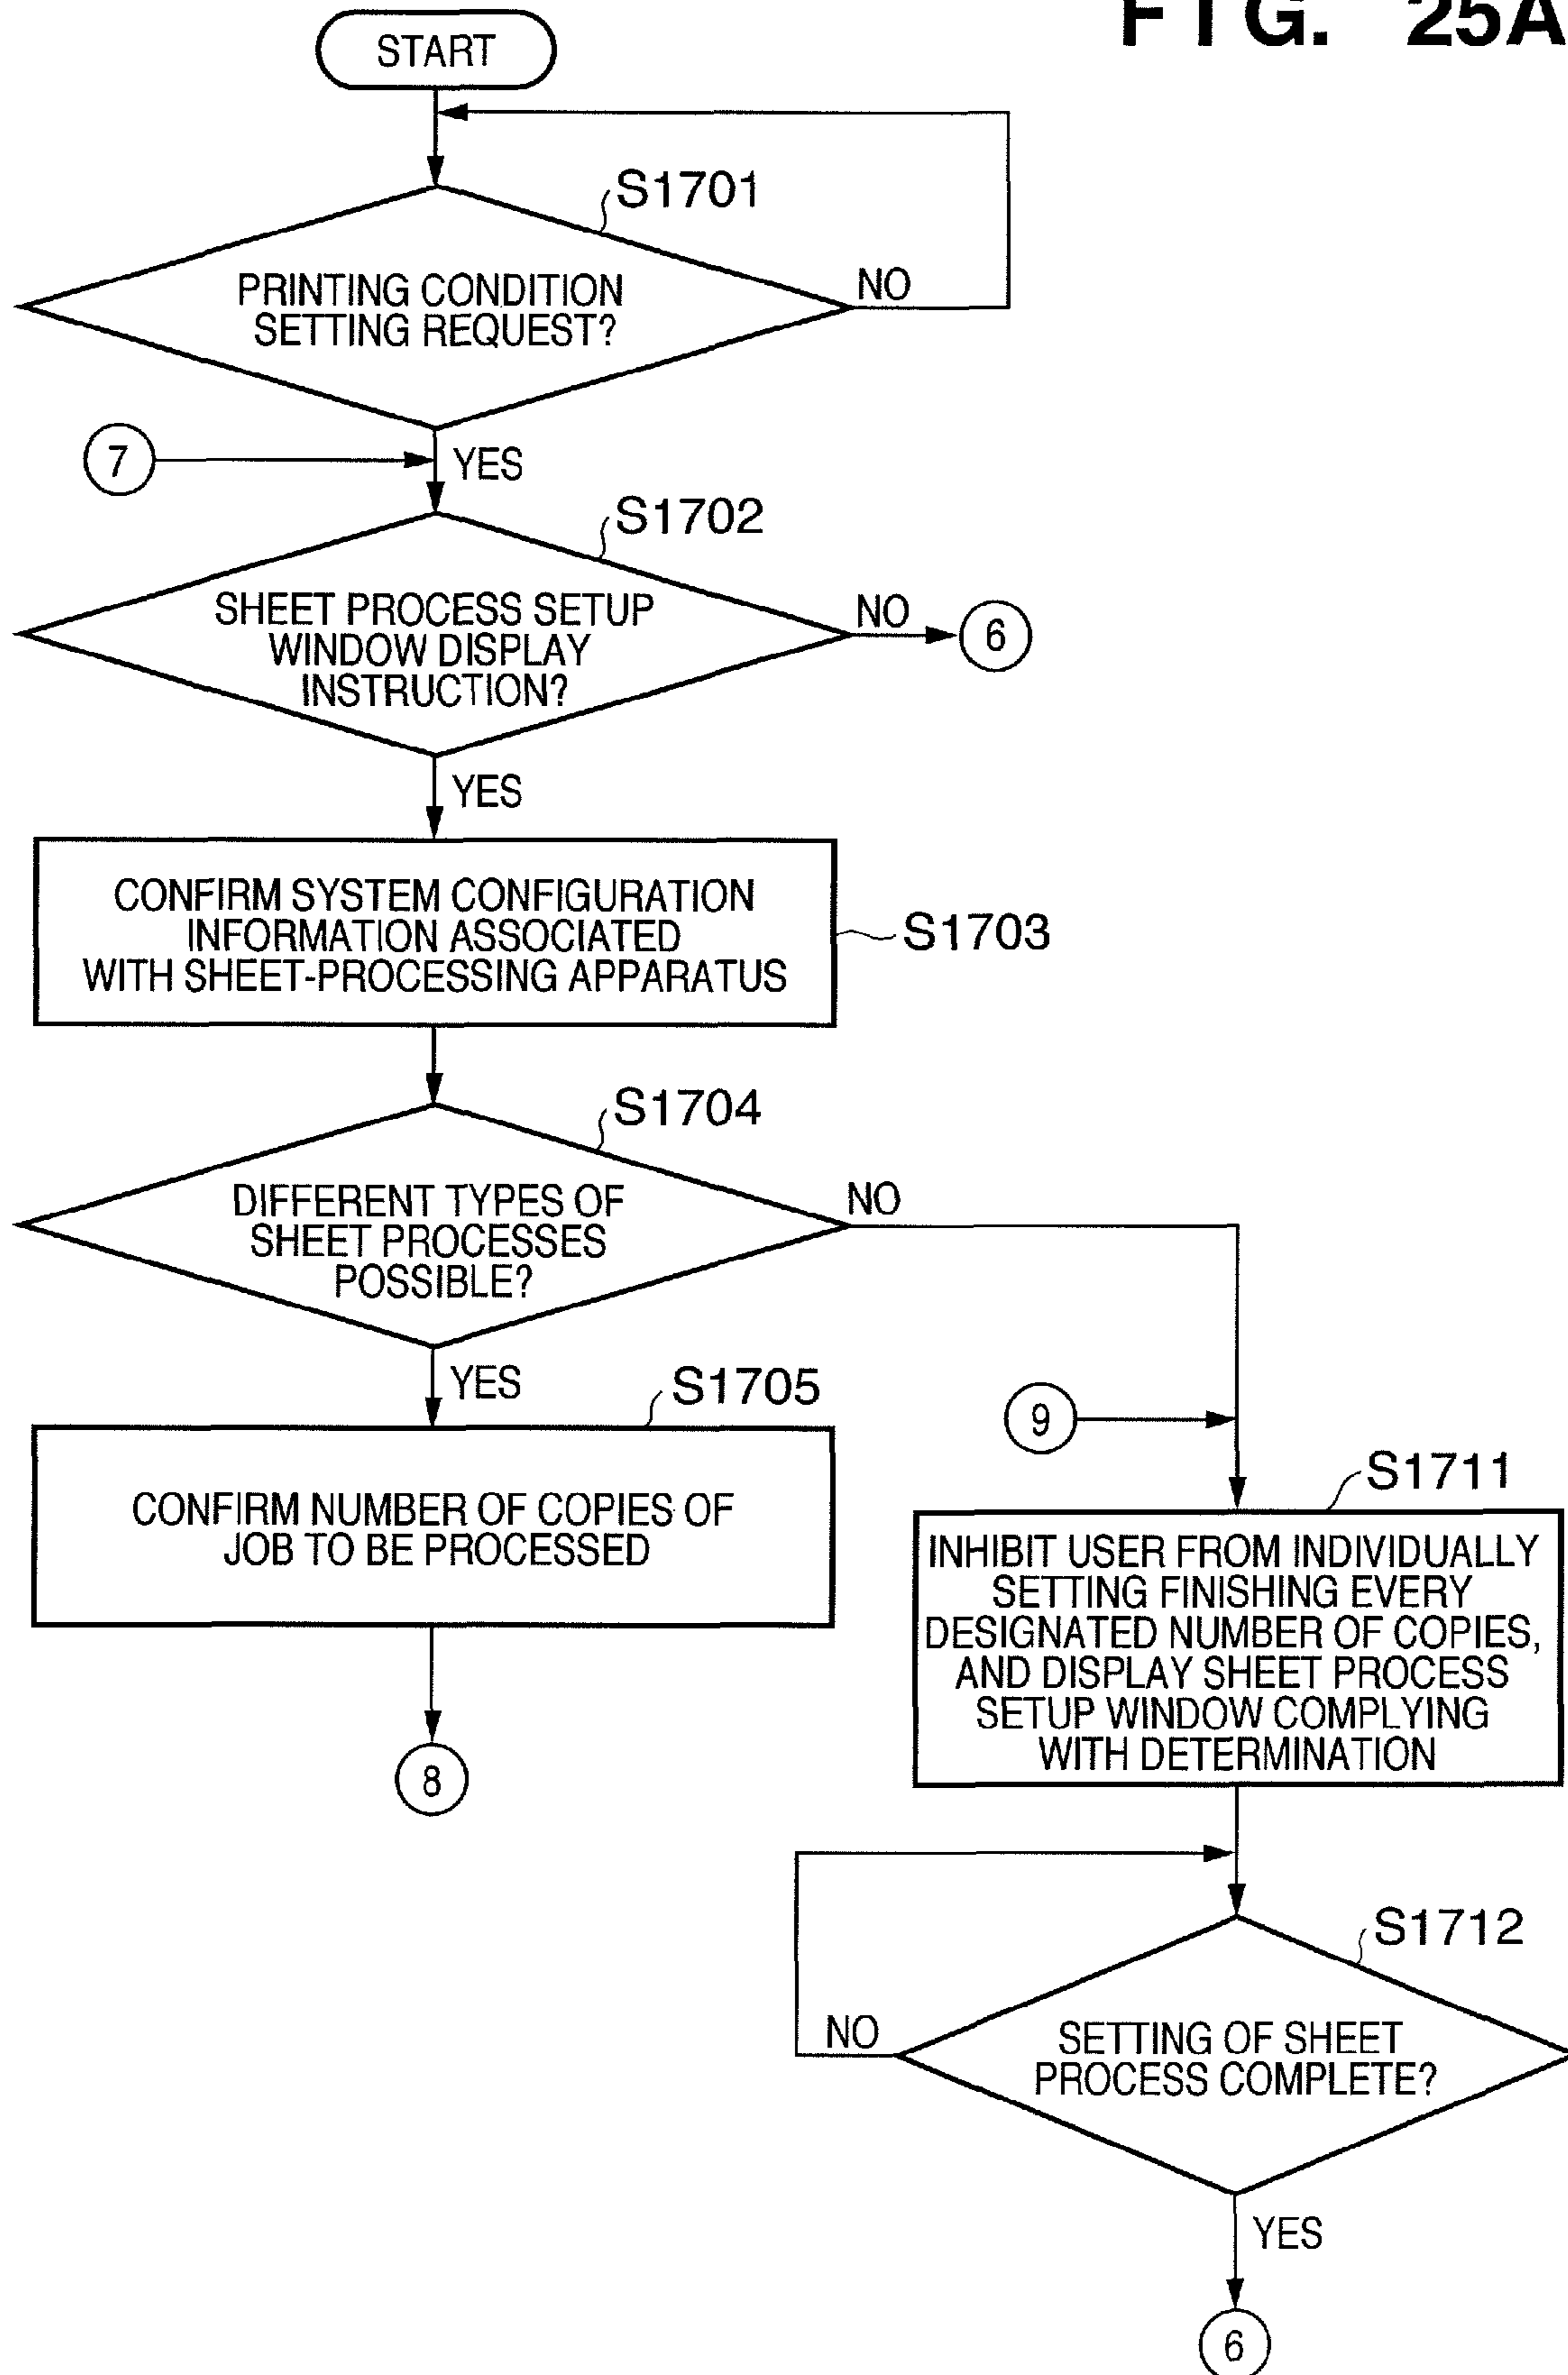 FIG. 25A
START
S1701
PRINTING CONDITION
SETTING REQUEST?
NO
7
YES
S1702
SHEET PROCESS SETUP
WINDOW DISPLAY
INSTRUCTION?
NO
6
YES
CONFIRM SYSTEM CONFIGURATION
INFORMATION ASSOCIATED
WITH SHEET-PROCESSING APPARATUS
S1703
S1704
DIFFERENT TYPES OF
SHEET PROCESSES
POSSIBLE?
NO
YES
S1705
CONFIRM NUMBER OF COPIES OF
JOB TO BE PROCESSED
8
9
S1711
INHIBIT USER FROM INDIVIDUALLY
SETTING FINISHING EVERY
DESIGNATED NUMBER OF COPIES,
AND DISPLAY SHEET PROCESS
SETUP WINDOW COMPLYING
WITH DETERMINATION
S1712
SETTING OF SHEET
PROCESS COMPLETE?
NO
YES
6